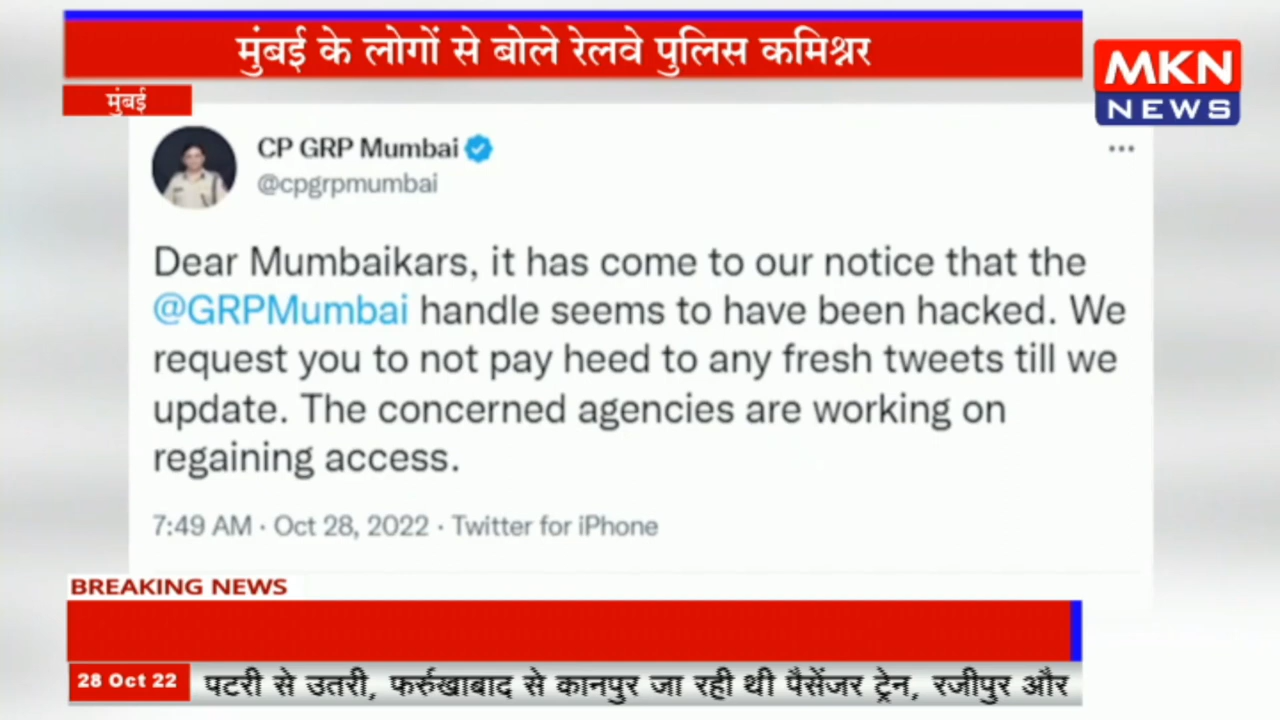 मुंबई के लोगों से बोले रेलवे पुलिस कमिश्नर
MKN
NEWS
मुंबई
CP GRP Mumbai
@cpgrpmumbai
Dear Mumbaikars, it has come to our notice that the
@GRPMumbai handle seems to have been hacked. We
request you to not pay heed to any fresh tweets till we
update. The concerned agencies are working on
regaining access.
7:49 AM · Oct 28, 2022 · Twitter for iPhone
BREAKING NEWS
28 Oct 22 पटरी से उतरी, फर्रुखाबाद से कानपुर जा रही थी पैसेंजर ट्रेन, रजीपुर और